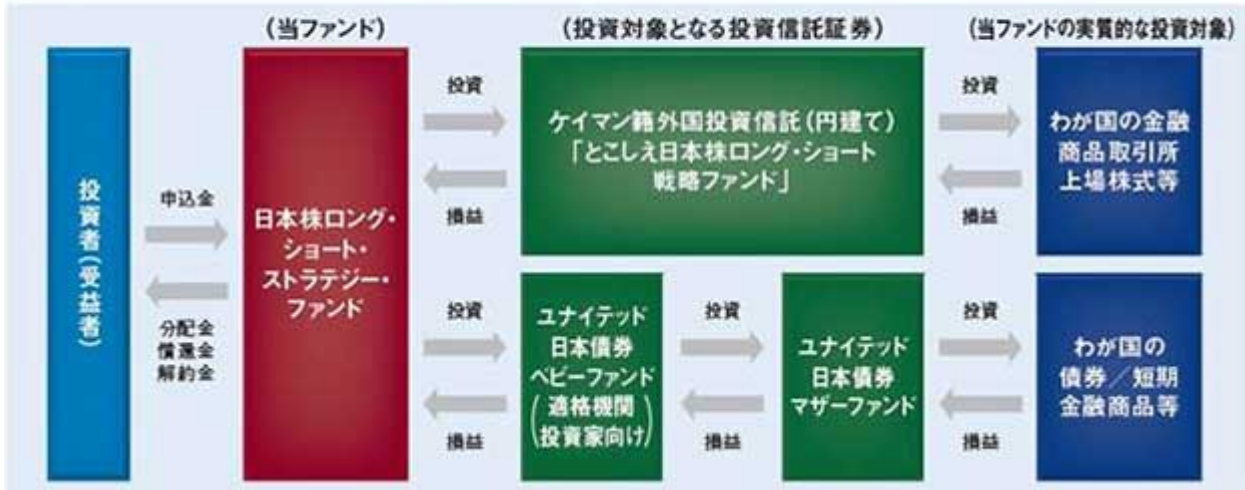 (当ファンド)
(投資対象となる投資信託証券)
(当ファンドの実質的な投資対象)
投資者(受益者)
申込金
分配金
償還金
解約金
日本株ロング・
ショート・
ストラテジー・
ファンド
投資
損益
ケイマン籍外国投資信託(円建て)
「とこしえ日本株ロング・ショート
戦略ファンド」
投資
損益
わが国の金融
商品取引所
上場株式等
投資
損益
ユナイテッド
日本債券
ベビーファンド
(適格機関
投資家向け)
投資
損益
ユナイテッド
日本債券
マザーファンド
投資
損益
わが国の
債券/短期
金融商品等